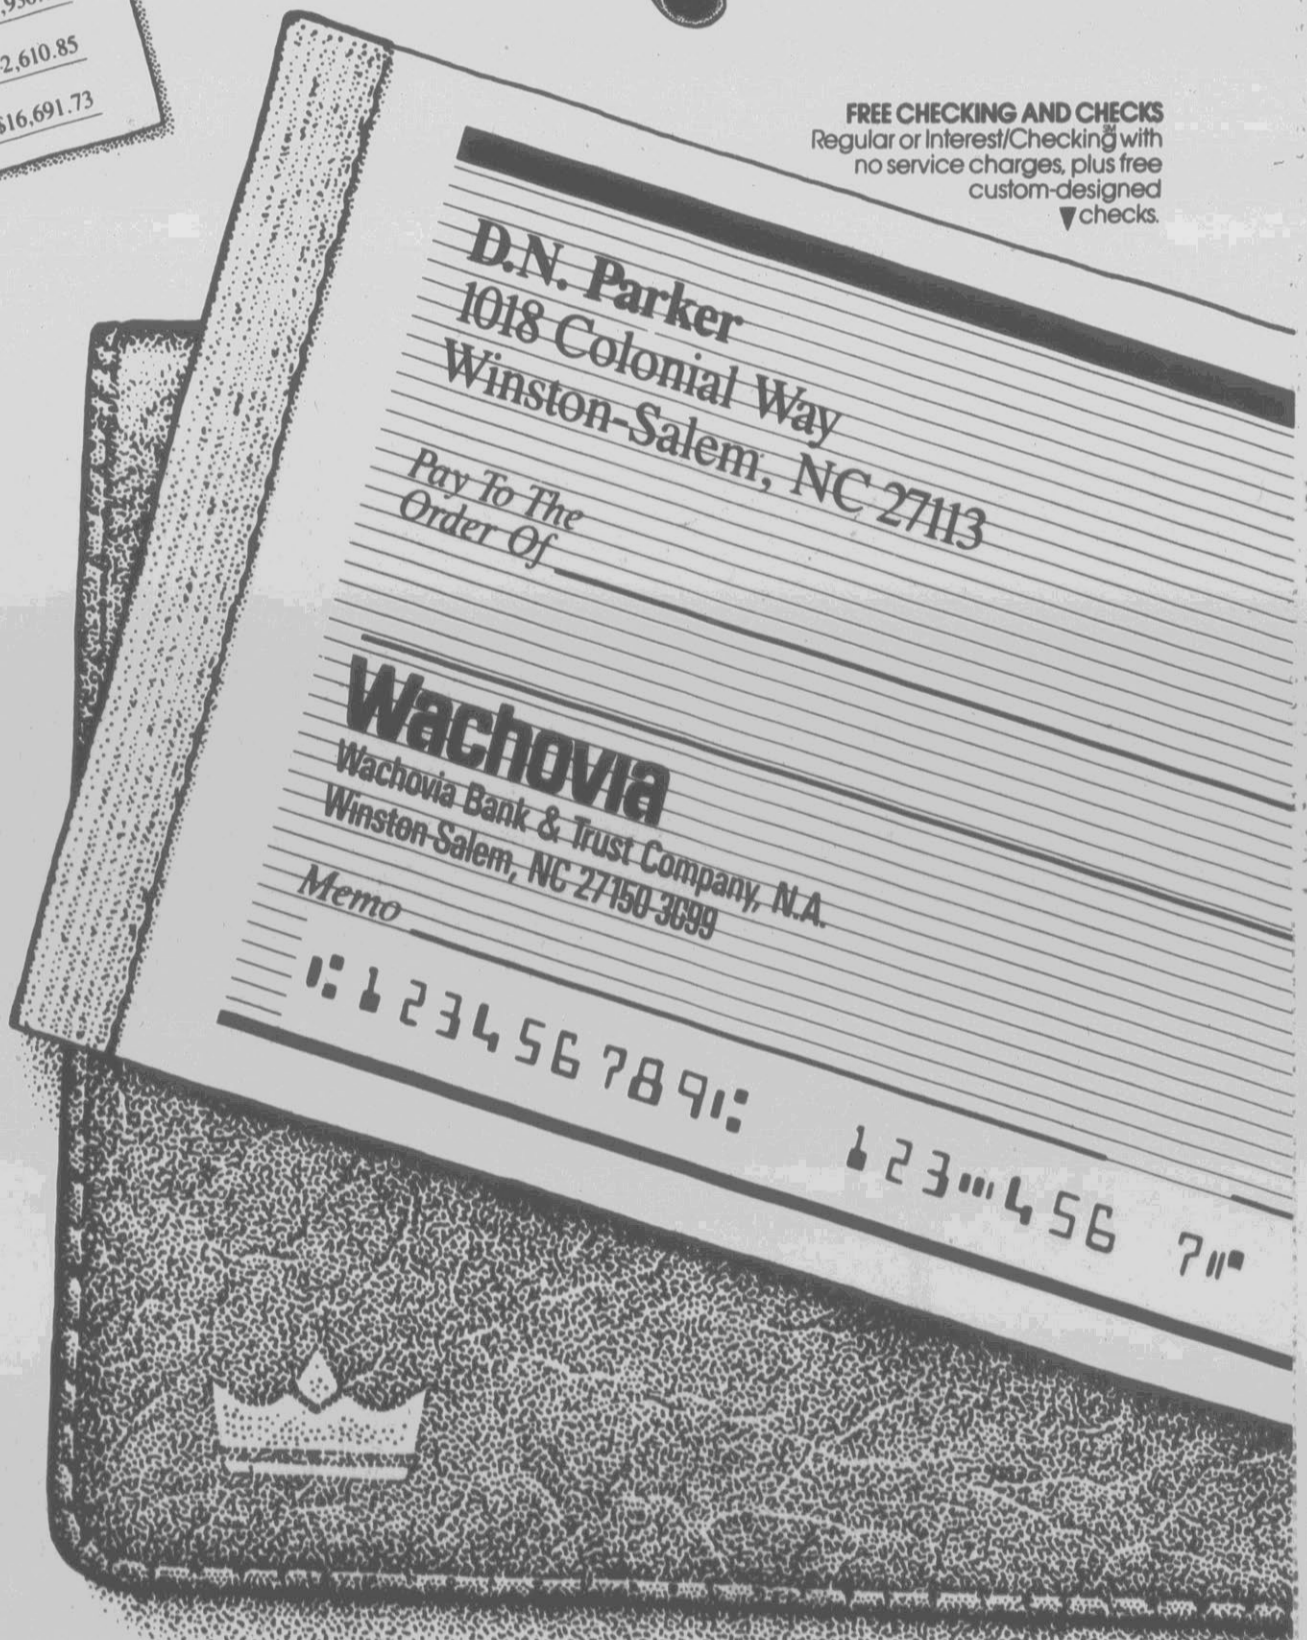 2,610.85
$16,691.73
FREE CHECKING AND CHECKS
Regular or Interest/Checking with
no service charges, plus free
custom-designed
▼ checks.
D.N. Parker
1018 Colonial Way
Winston-Salem, NC 27113
Pay To The
Order Of
Wachovia
Wachovia Bank & Trust Company, N.A.
Winston-Salem, NC 27150-3099
Memo
⑆123456789⑆ 123⑉456 7⑈